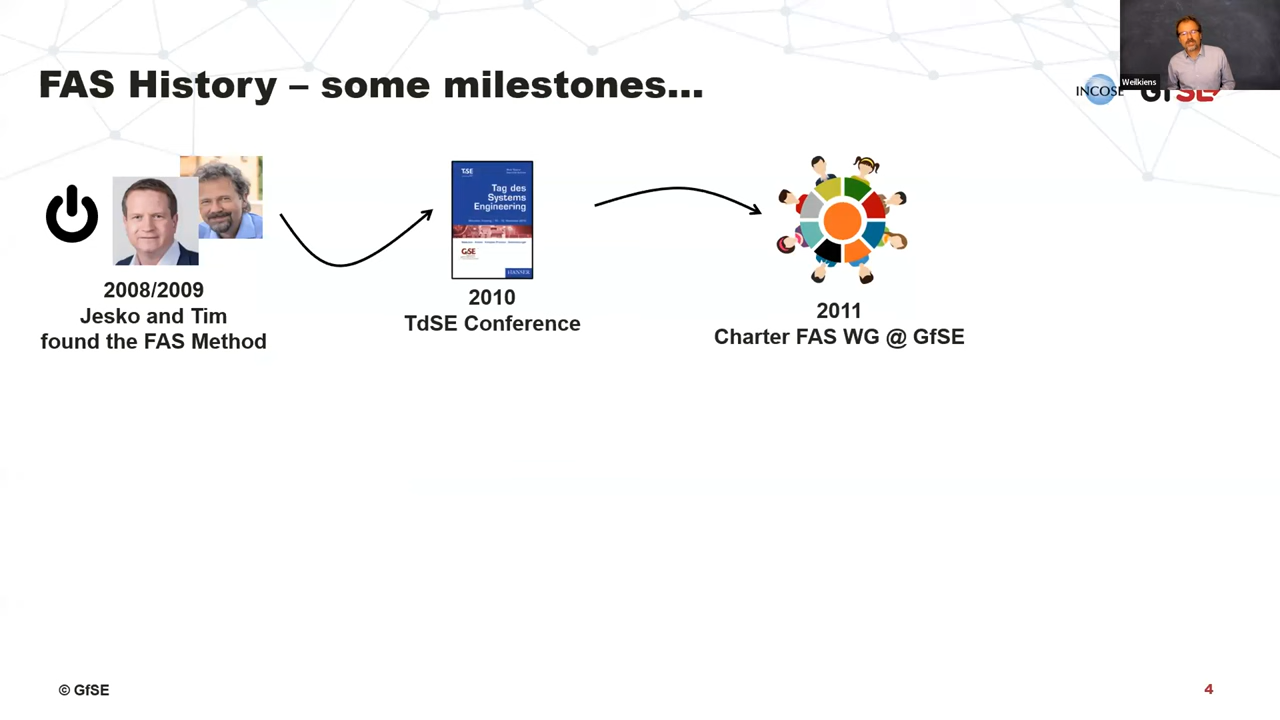 Weilkiens
FAS History – some milestones...
INCOSE
GfSE
TdSE
Tag des
Systems
Engineering
GfSE
HANSER
2008/2009
Jesko and Tim
found the FAS Method
2010
TdSE Conference
2011
Charter FAS WG @ GfSE
© GfSE
4